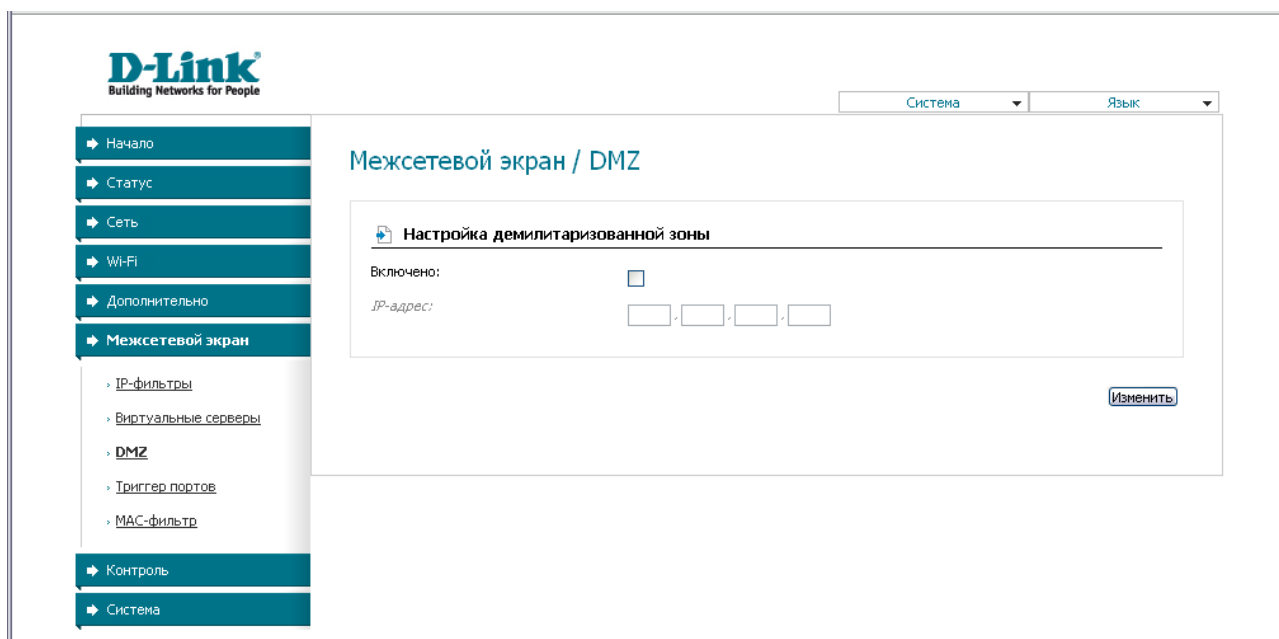 D-Link
Building Networks for People
Система
Язык
Начало
Статус
Сеть
Wi-Fi
Дополнительно
Межсетевой экран
IP-фильтры
Виртуальные серверы
DMZ
Триггер портов
MAC-фильтр
Контроль
Система
Межсетевой экран / DMZ
Настройка демилитаризованной зоны
Включено:
IP-адрес:
Изменить